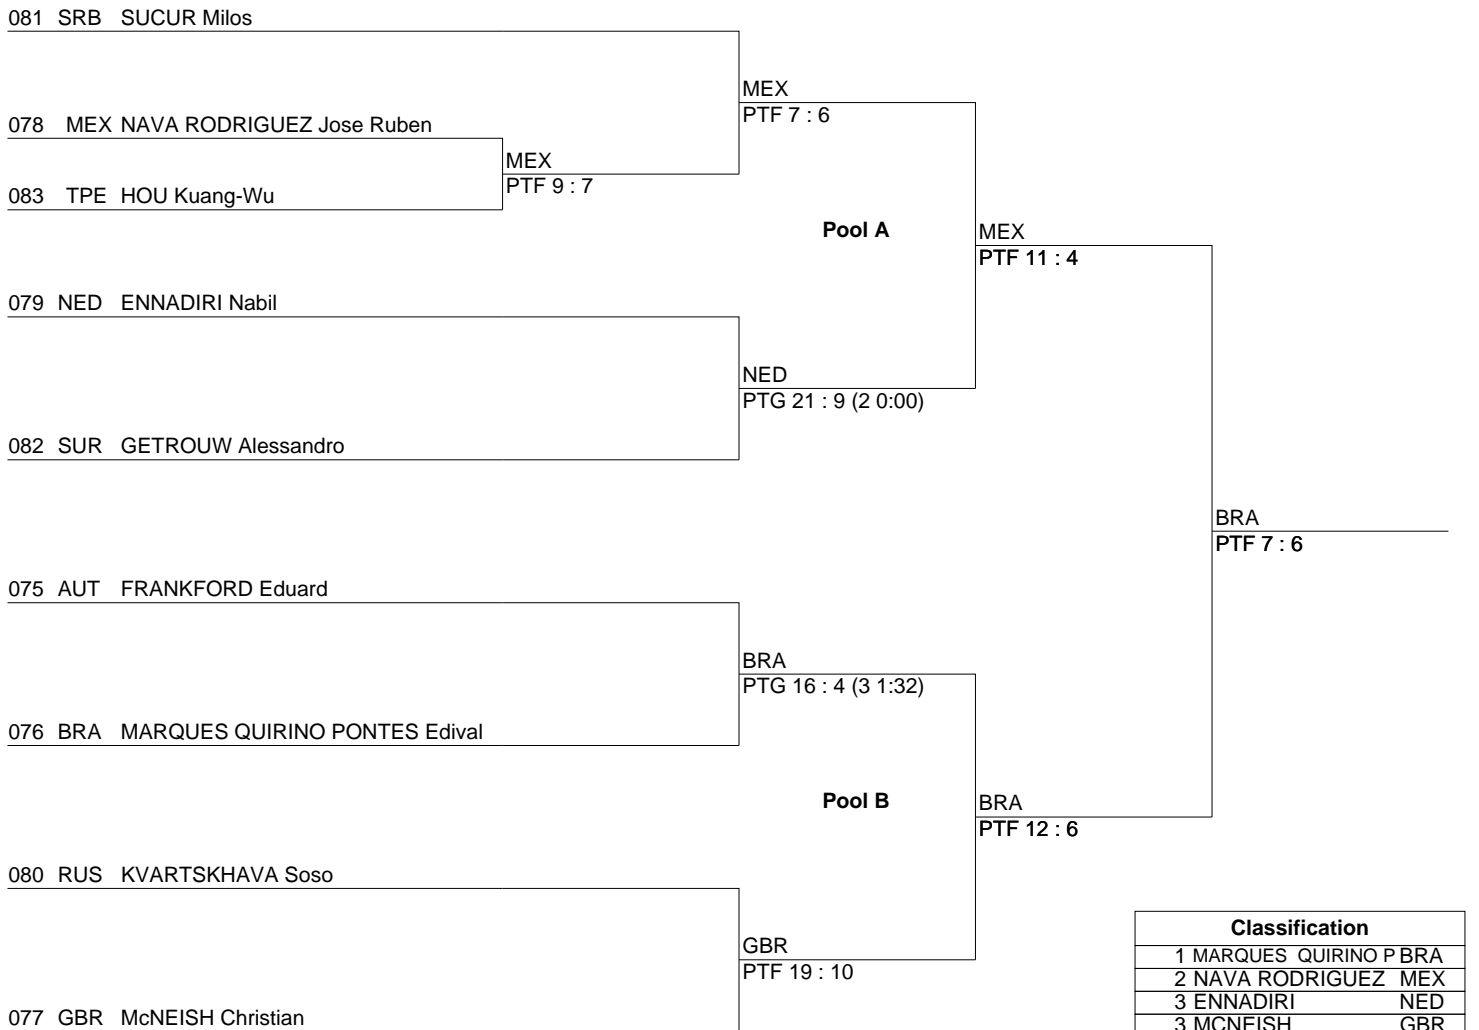 081 SRB SUCUR Milos
MEX
PTF 7 : 6
078 MEX NAVA RODRIGUEZ Jose Ruben
MEX
PTF 9 : 7
083 TPE HOU Kuang-Wu
Pool A
MEX
PTF 11 : 4
079 NED ENNADIRI Nabil
NED
PTG 21 : 9 (2 0:00)
082 SUR GETROUW Alessandro
BRA
PTF 7 : 6
075 AUT FRANKFORD Eduard
BRA
PTG 16 : 4 (3 1:32)
076 BRA MARQUES QUIRINO PONTES Edival
Pool B
BRA
PTF 12 : 6
080 RUS KVARTSKHAVA Soso
GBR
PTF 19 : 10
077 GBR McNEISH Christian
Classification
1 MARQUES QUIRINO P BRA
2 NAVA RODRIGUEZ MEX
3 ENNADIRI NED
3 MCNEISH GBR